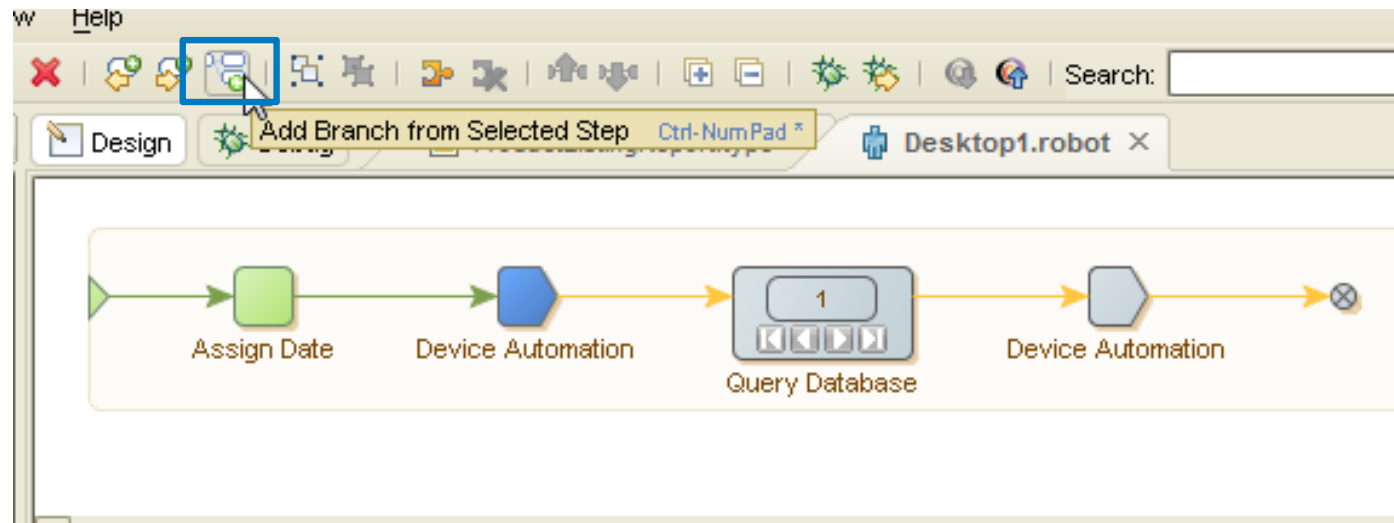 w Help
Search:
Add Branch from Selected Step Ctrl-NumPad *
Design
Desktop1.robot
1
Assign Date
Device Automation
Query Database
Device Automation